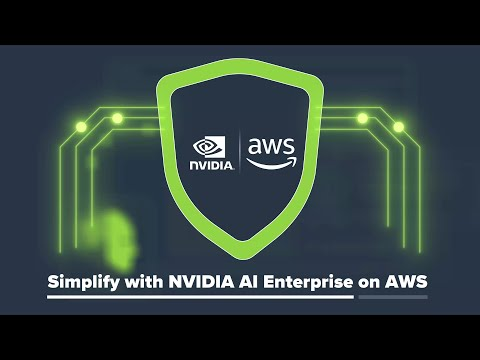 NVIDIA
aws
Simplify with NVIDIA AI Enterprise on AWS